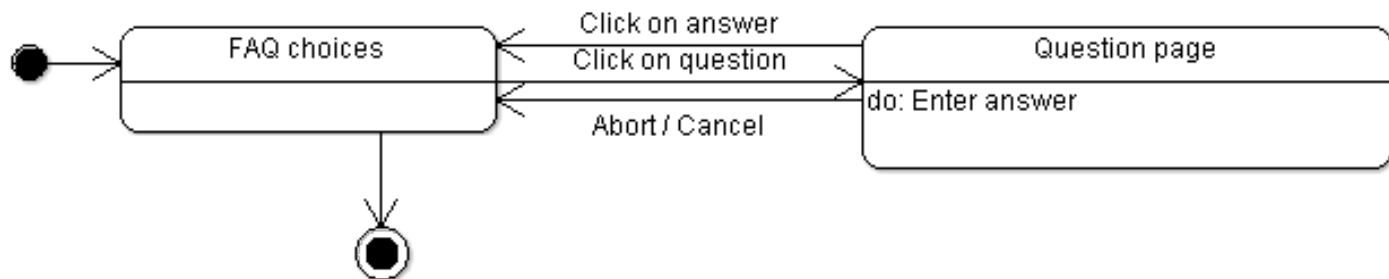 Click on answer
FAQ choices
Question page
Click on question
do: Enter answer
Abort / Cancel